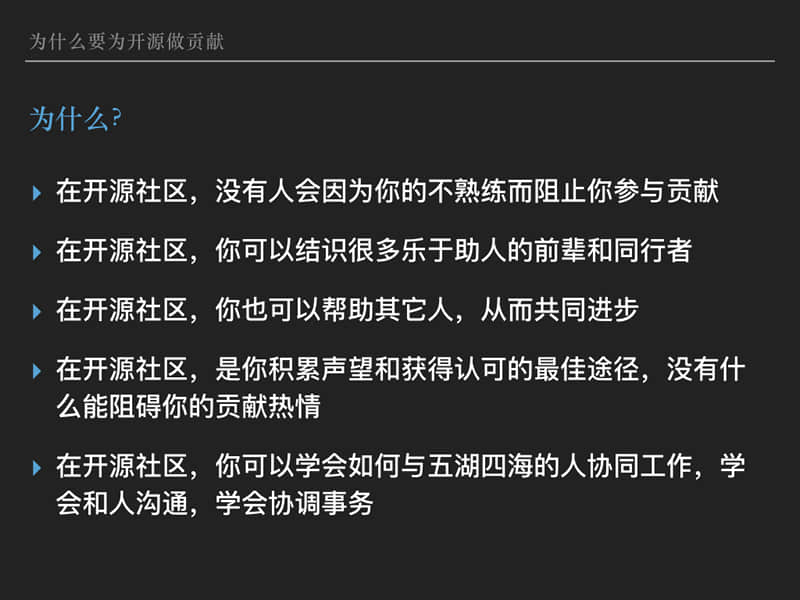 为什么要为开源做贡献
为什么?
在开源社区，没有人会因为你的不熟练而阻止你参与贡献
在开源社区，你可以结识很多乐于助人的前辈和同行者
在开源社区，你也可以帮助其它人，从而共同进步
在开源社区，是你积累声望和获得认可的最佳途径，没有什
么能阻碍你的贡献热情
在开源社区，你可以学会如何与五湖四海的人协同工作，学
会和人沟通，学会协调事务